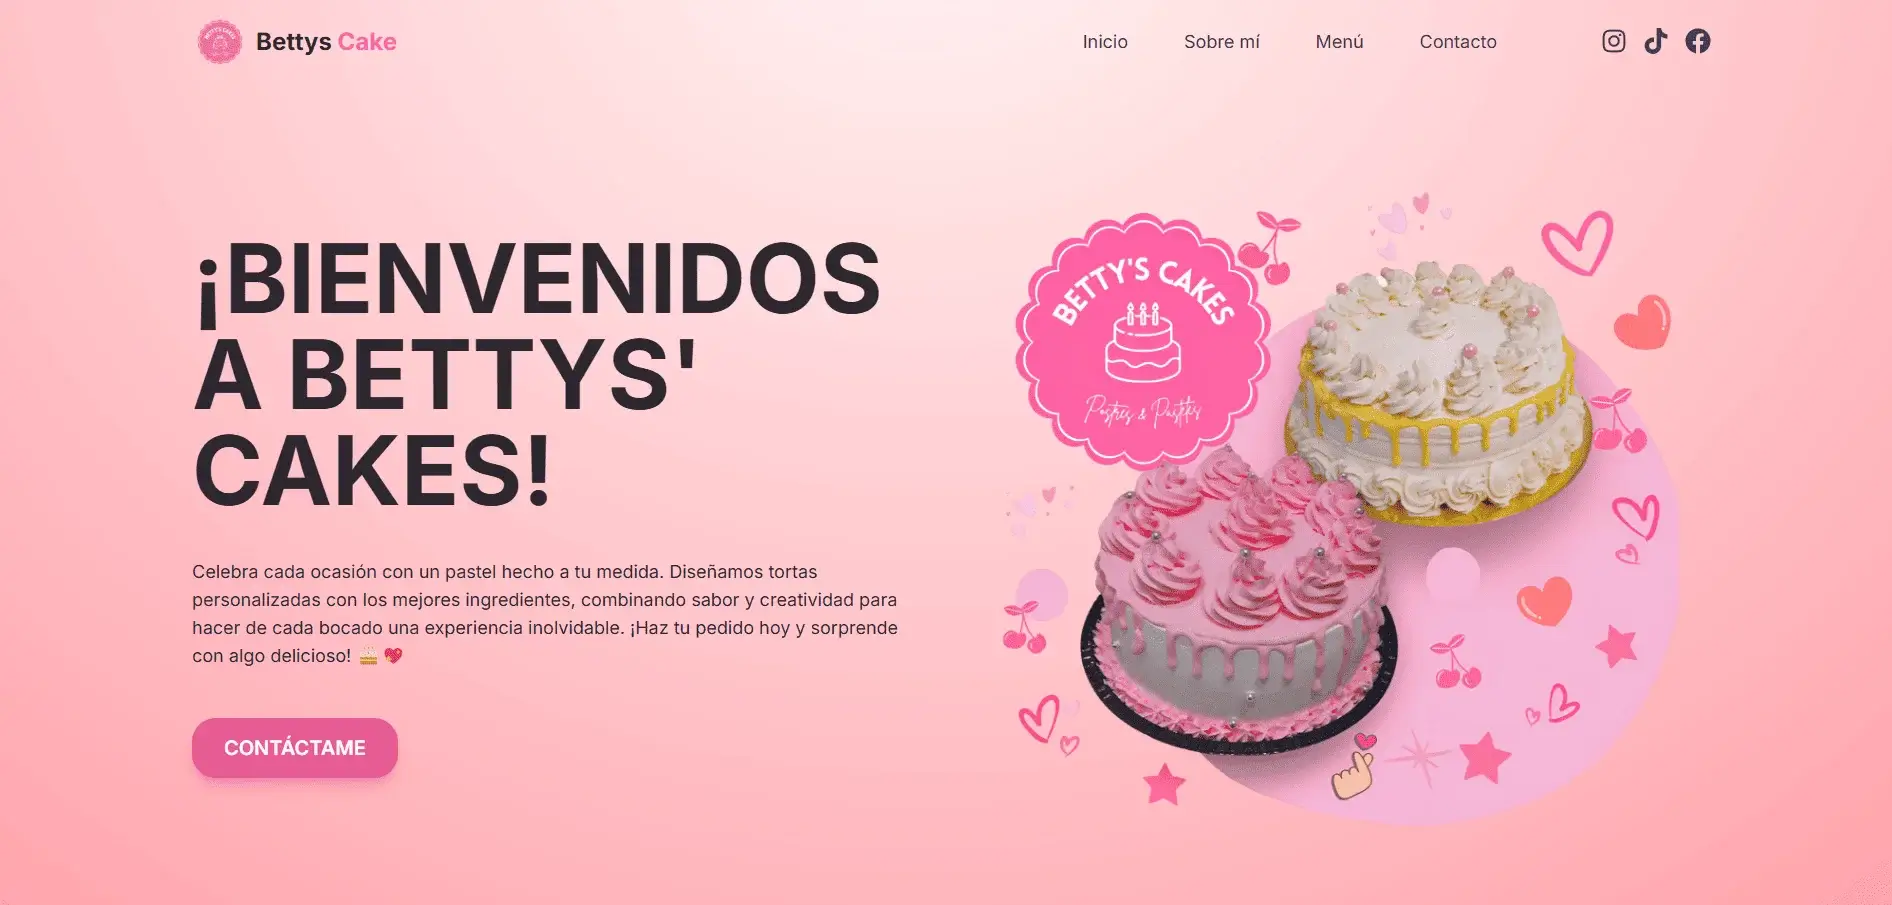 Bettys Cake
Inicio
Sobre mí
Menú
Contacto
¡BIENVENIDOS
A BETTYS'
CAKES!
Celebra cada ocasión con un pastel hecho a tu medida. Diseñamos tortas
personalizadas con los mejores ingredientes, combinando sabor y creatividad para
hacer de cada bocado una experiencia inolvidable. ¡Haz tu pedido hoy y sorprende
con algo delicioso! 🍰💖
CONTÁCTAME
BETTY'S CAKES
Postres &